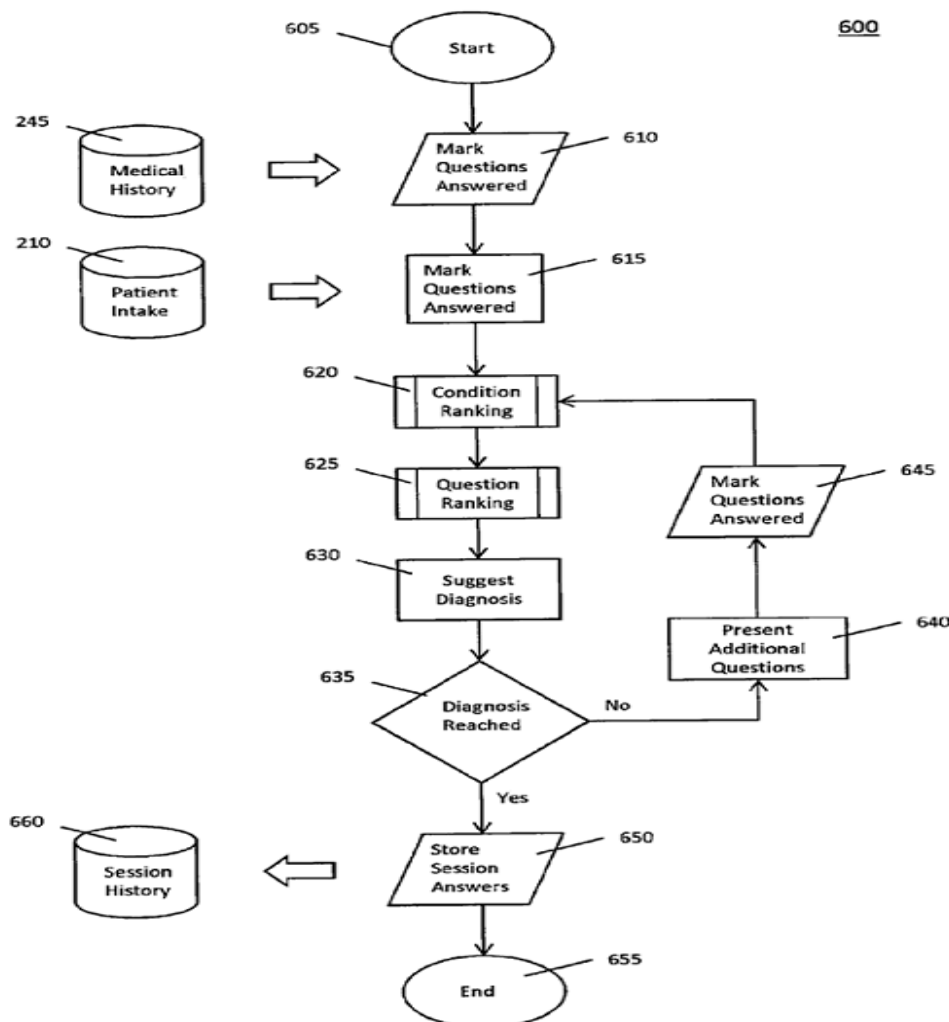 605
Start
600
245
Medical
History
Mark
Questions
Answered
610
210
Patient
Intake
Mark
Questions
Answered
615
620
Condition
Ranking
625
Question
Ranking
645
Mark
Questions
Answered
630
Suggest
Diagnosis
640
Present
Additional
Questions
635
Diagnosis
Reached
No
Yes
660
Session
History
Store
Session
Answers
650
655
End